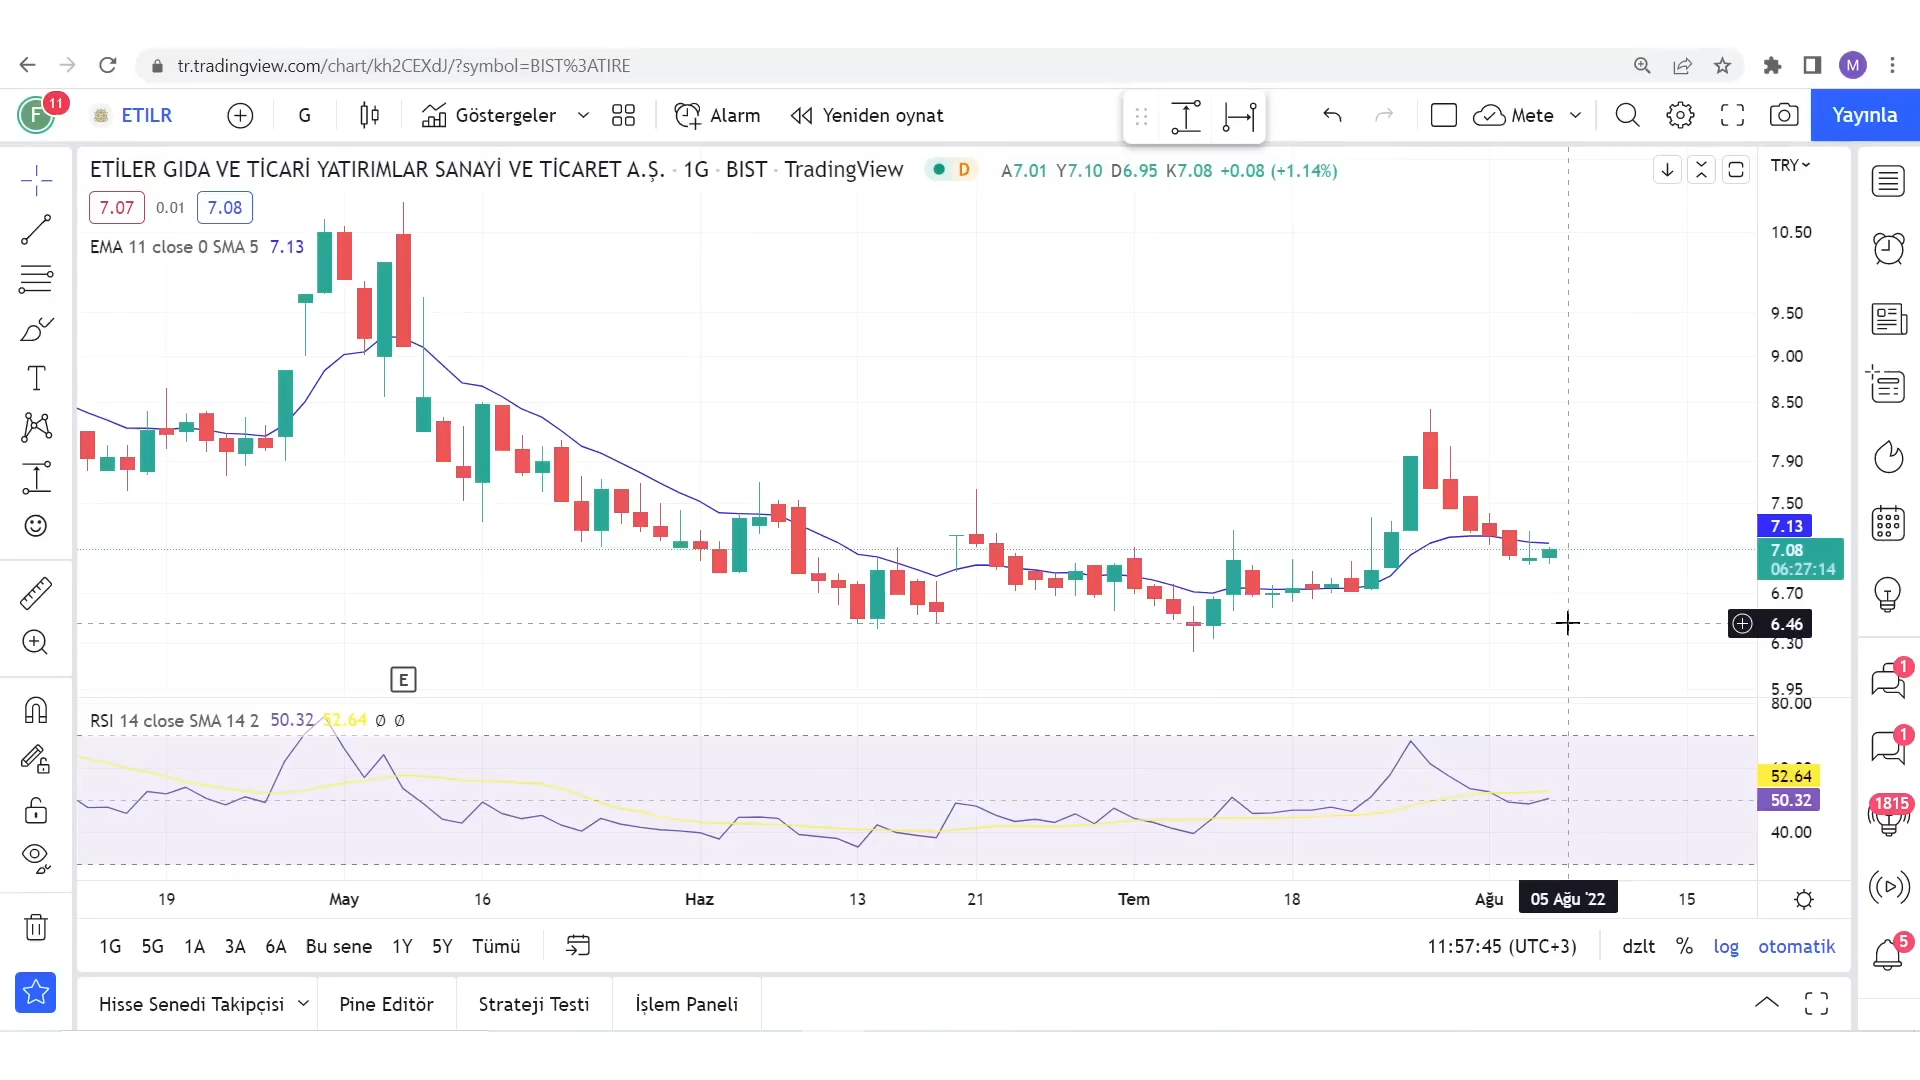 tr.tradingview.com/chart/kh2CEXdJ/?symbol=BIST%3ATIRE
M
F 11 ETILR G Göstergeler Alarm Yeniden oynat Mete Yayınla
ETİLER GIDA VE TİCARİ YATIRIMLAR SANAYİ VE TİCARET A.Ş. · 1G · BIST · TradingView D A7.01 Y7.10 D6.95 K7.08 +0.08 (+1.14%) TRY
7.07 0.01 7.08
EMA 11 close 0 SMA 5 7.13
10.50
9.50
9.00
8.50
7.90
7.50
7.13
7.08
06:27:14
6.70
6.46
6.30
E
5.95
80.00
RSI 14 close SMA 14 2 50.32 52.64 Ø Ø
52.64
50.32
40.00
19 May 16 Haz 13 21 Tem 18 Ağu 05 Ağu '22 15
1G 5G 1A 3A 6A Bu sene 1Y 5Y Tümü 11:57:45 (UTC+3) dzlt % log otomatik
Hisse Senedi Takipçisi Pine Editör Strateji Testi İşlem Paneli
1
1
1815
5